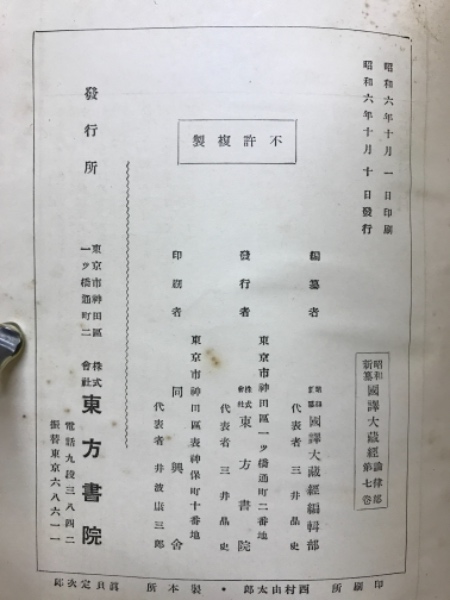 昭和六年十月一日印刷
昭和六年十月十日發行
昭和新纂
國譯大藏經
論律部第七卷
不許複製
編纂者
昭和新纂
國譯大藏經編輯部
代表者 三井晶史
東京市神田區一ツ橋通町二番地
發行者
株式會社
東方書院
代表者 三井晶史
東京市神田區表神保町十番地
印刷者
同興舍
代表者 井波康三郎
發行所
東京市神田區
一ツ橋通町二
株式會社
東方書院
電話九段三八四二
振替東京六八六一一
印刷所 西村山太郎・製本所 眞貝定次郎